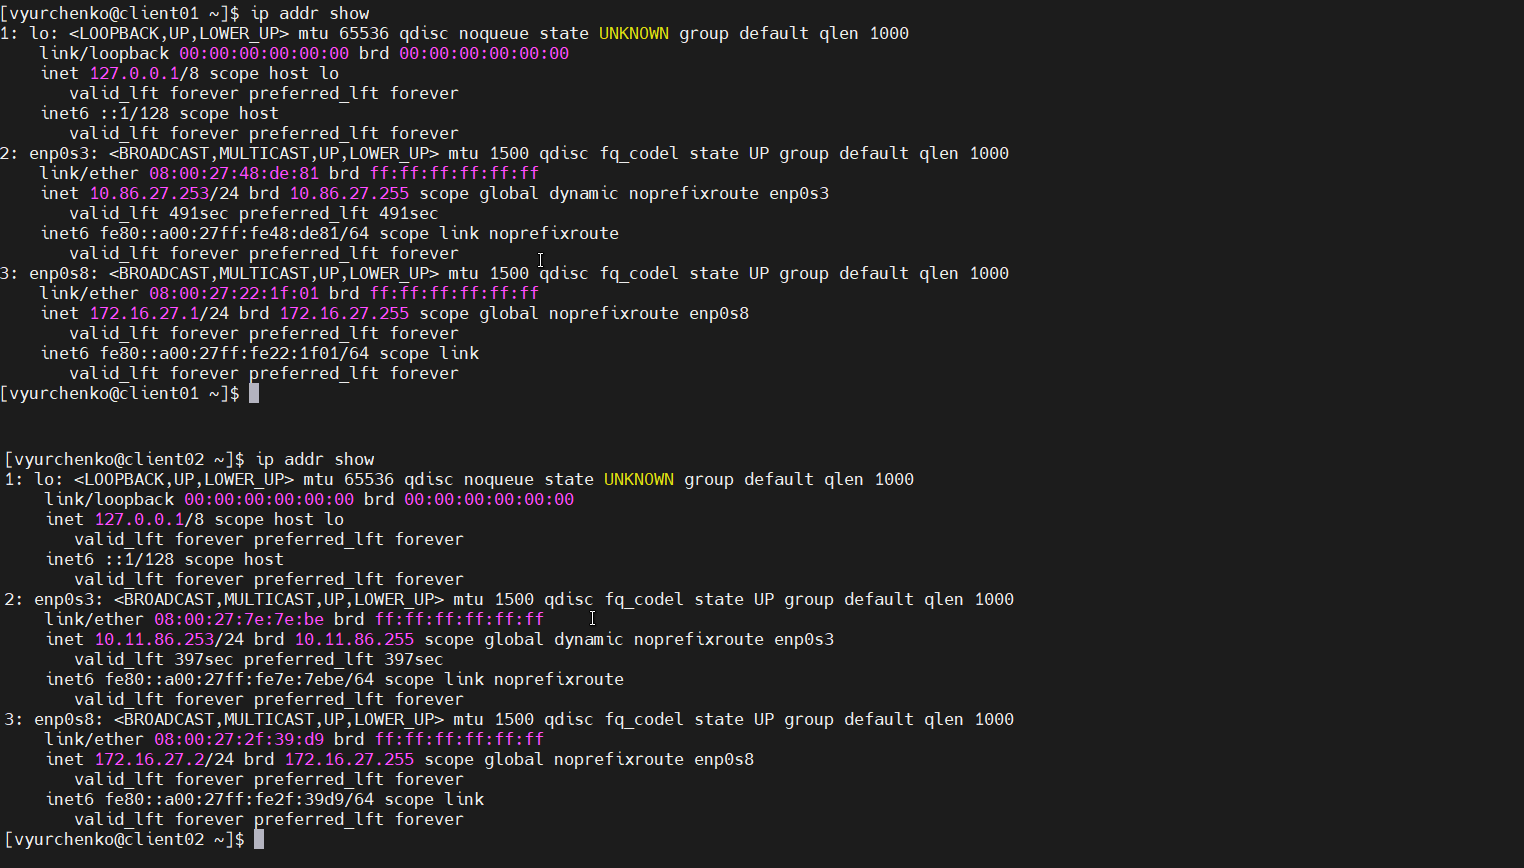 [vyurchenko@client01 ~]$ ip addr show
1: lo: <LOOPBACK,UP,LOWER_UP> mtu 65536 qdisc noqueue state UNKNOWN group default qlen 1000
    link/loopback 00:00:00:00:00:00 brd 00:00:00:00:00:00
    inet 127.0.0.1/8 scope host lo
       valid_lft forever preferred_lft forever
    inet6 ::1/128 scope host
       valid_lft forever preferred_lft forever
2: enp0s3: <BROADCAST,MULTICAST,UP,LOWER_UP> mtu 1500 qdisc fq_codel state UP group default qlen 1000
    link/ether 08:00:27:48:de:81 brd ff:ff:ff:ff:ff:ff
    inet 10.86.27.253/24 brd 10.86.27.255 scope global dynamic noprefixroute enp0s3
       valid_lft 491sec preferred_lft 491sec
    inet6 fe80::a00:27ff:fe48:de81/64 scope link noprefixroute
       valid_lft forever preferred_lft forever
3: enp0s8: <BROADCAST,MULTICAST,UP,LOWER_UP> mtu 1500 qdisc fq_codel state UP group default qlen 1000
    link/ether 08:00:27:22:1f:01 brd ff:ff:ff:ff:ff:ff
    inet 172.16.27.1/24 brd 172.16.27.255 scope global noprefixroute enp0s8
       valid_lft forever preferred_lft forever
    inet6 fe80::a00:27ff:fe22:1f01/64 scope link
       valid_lft forever preferred_lft forever
[vyurchenko@client01 ~]$
[vyurchenko@client02 ~]$ ip addr show
1: lo: <LOOPBACK,UP,LOWER_UP> mtu 65536 qdisc noqueue state UNKNOWN group default qlen 1000
    link/loopback 00:00:00:00:00:00 brd 00:00:00:00:00:00
    inet 127.0.0.1/8 scope host lo
       valid_lft forever preferred_lft forever
    inet6 ::1/128 scope host
       valid_lft forever preferred_lft forever
2: enp0s3: <BROADCAST,MULTICAST,UP,LOWER_UP> mtu 1500 qdisc fq_codel state UP group default qlen 1000
    link/ether 08:00:27:7e:7e:be brd ff:ff:ff:ff:ff:ff
    inet 10.11.86.253/24 brd 10.11.86.255 scope global dynamic noprefixroute enp0s3
       valid_lft 397sec preferred_lft 397sec
    inet6 fe80::a00:27ff:fe7e:7ebe/64 scope link noprefixroute
       valid_lft forever preferred_lft forever
3: enp0s8: <BROADCAST,MULTICAST,UP,LOWER_UP> mtu 1500 qdisc fq_codel state UP group default qlen 1000
    link/ether 08:00:27:2f:39:d9 brd ff:ff:ff:ff:ff:ff
    inet 172.16.27.2/24 brd 172.16.27.255 scope global noprefixroute enp0s8
       valid_lft forever preferred_lft forever
    inet6 fe80::a00:27ff:fe2f:39d9/64 scope link
       valid_lft forever preferred_lft forever
[vyurchenko@client02 ~]$